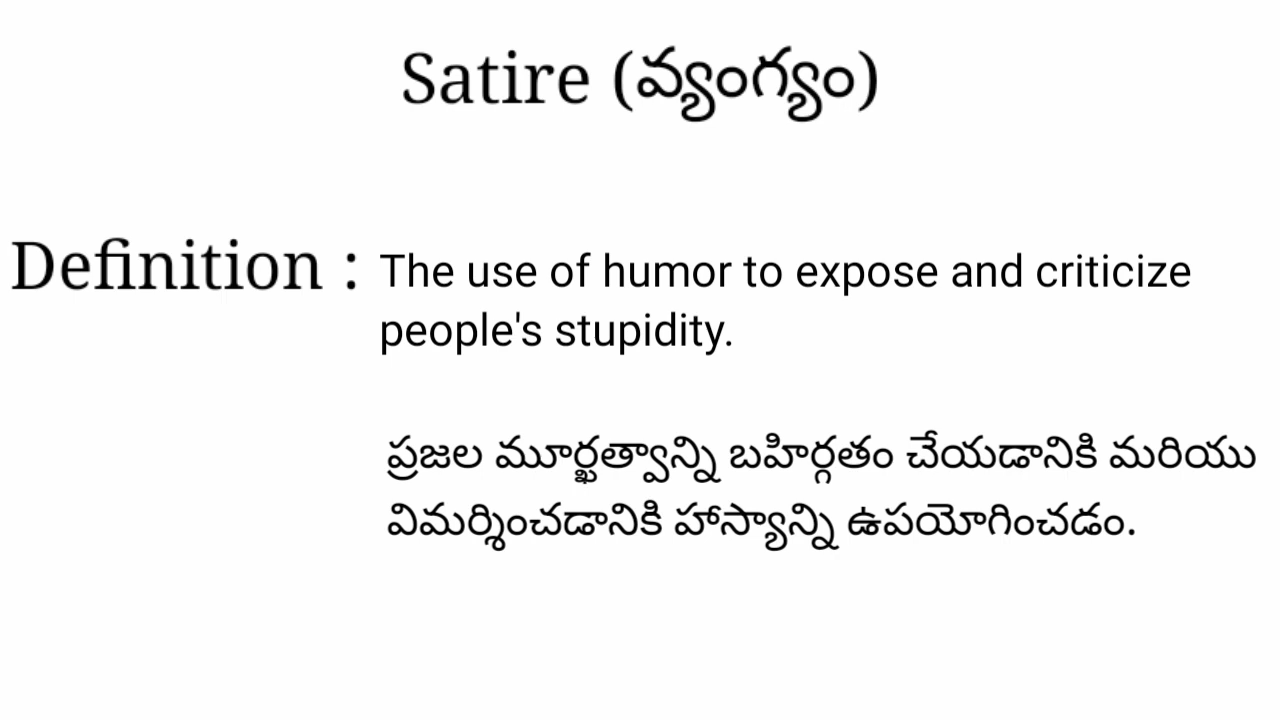 Satire (వ్యంగ్యం)
Definition : The use of humor to expose and criticize
people's stupidity.
ప్రజల మూర్ఖత్వాన్ని బహిర్గతం చేయడానికి మరియు
విమర్శించడానికి హాస్యాన్ని ఉపయోగించడం.